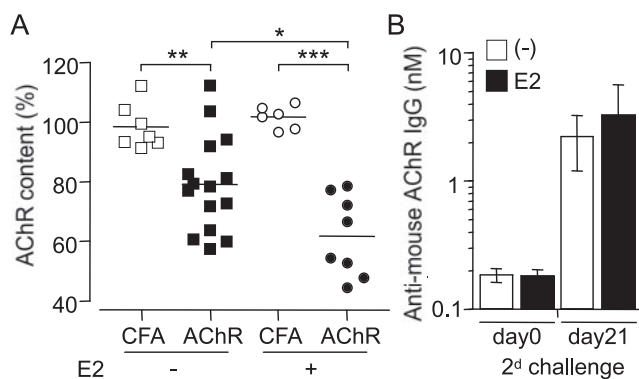 A
B
*
**
***
120
100
80
60
40
AChR content (%)
CFA AChR CFA AChR
E2 - +
(-)
E2
10
1
0.1
Anti-mouse AChR IgG (nM)
day0 day21
2ᵈ challenge